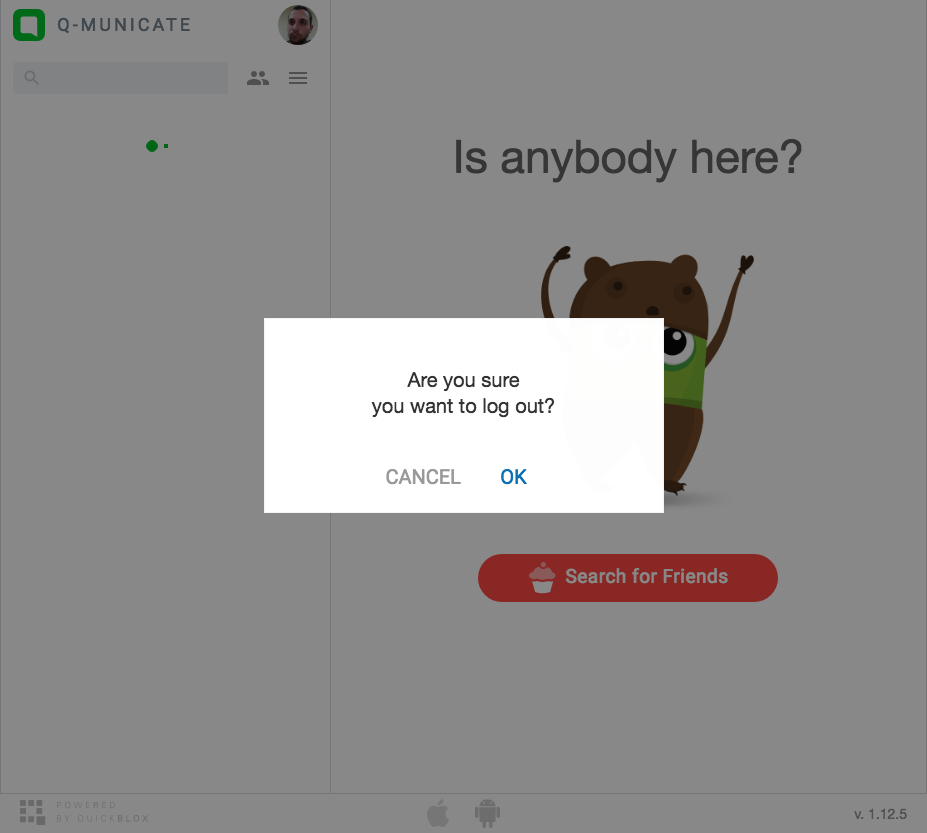 Q-MUNICATE
Is anybody here?
Are you sure
you want to log out?
CANCEL OK
Search for Friends
POWERED
BY QUICKBLOX
v. 1.12.5